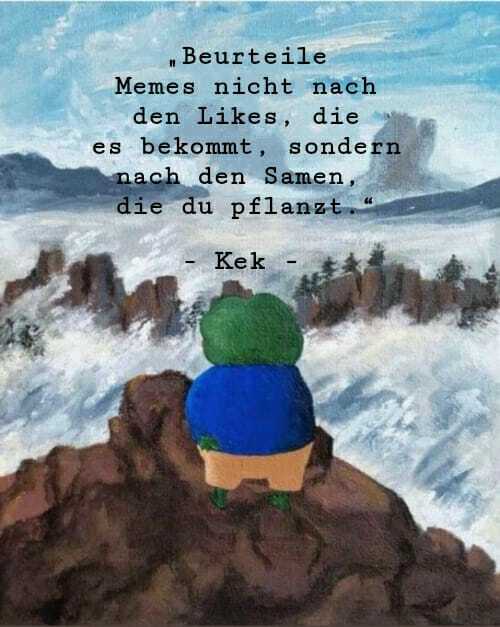 „Beurteile
Memes nicht nach
den Likes, die
es bekommt, sondern
nach den Samen,
die du pflanzt.“
- Kek -